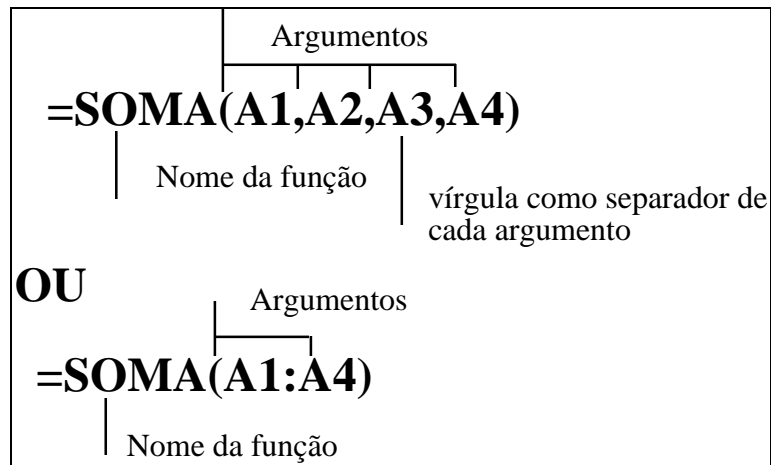 Argumentos
=SOMA(A1,A2,A3,A4)
Nome da função
vírgula como separador de
cada argumento
OU
Argumentos
=SOMA(A1:A4)
Nome da função